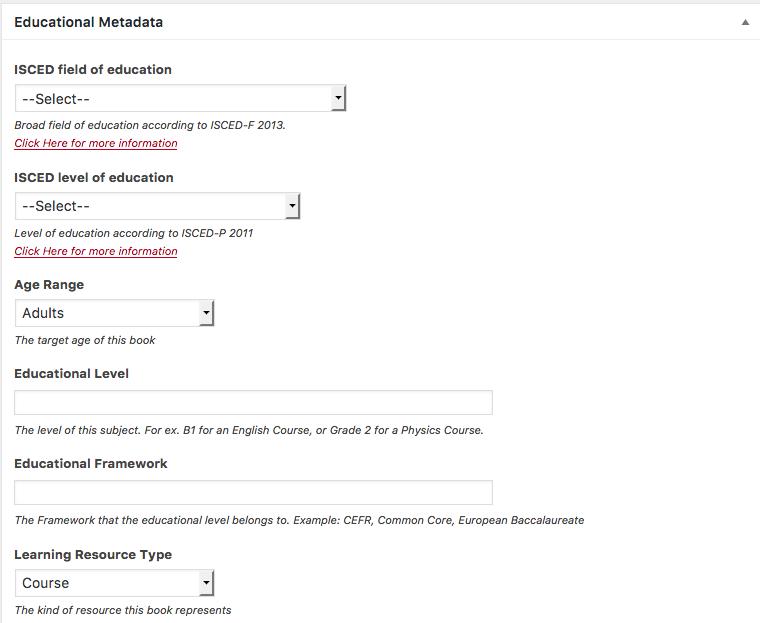 Educational Metadata
ISCED field of education
--Select--
Broad field of education according to ISCED-F 2013.
Click Here for more information
ISCED level of education
--Select--
Level of education according to ISCED-P 2011
Click Here for more information
Age Range
Adults
The target age of this book
Educational Level
The level of this subject. For ex. B1 for an English Course, or Grade 2 for a Physics Course.
Educational Framework
The Framework that the educational level belongs to. Example: CEFR, Common Core, European Baccalaureate
Learning Resource Type
Course
The kind of resource this book represents